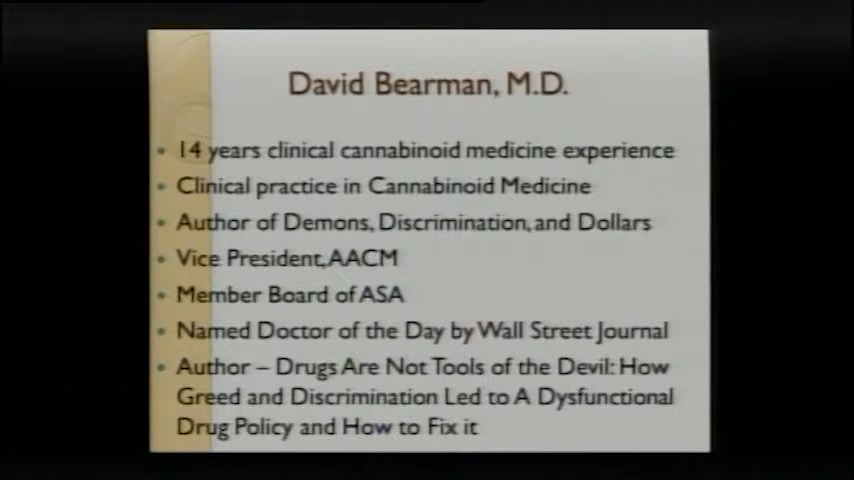 David Bearman, M.D.
• 14 years clinical cannabinoid medicine experience
• Clinical practice in Cannabinoid Medicine
• Author of Demons, Discrimination, and Dollars
• Vice President, AACM
• Member Board of ASA
• Named Doctor of the Day by Wall Street Journal
• Author – Drugs Are Not Tools of the Devil: How
Greed and Discrimination Led to A Dysfunctional
Drug Policy and How to Fix it